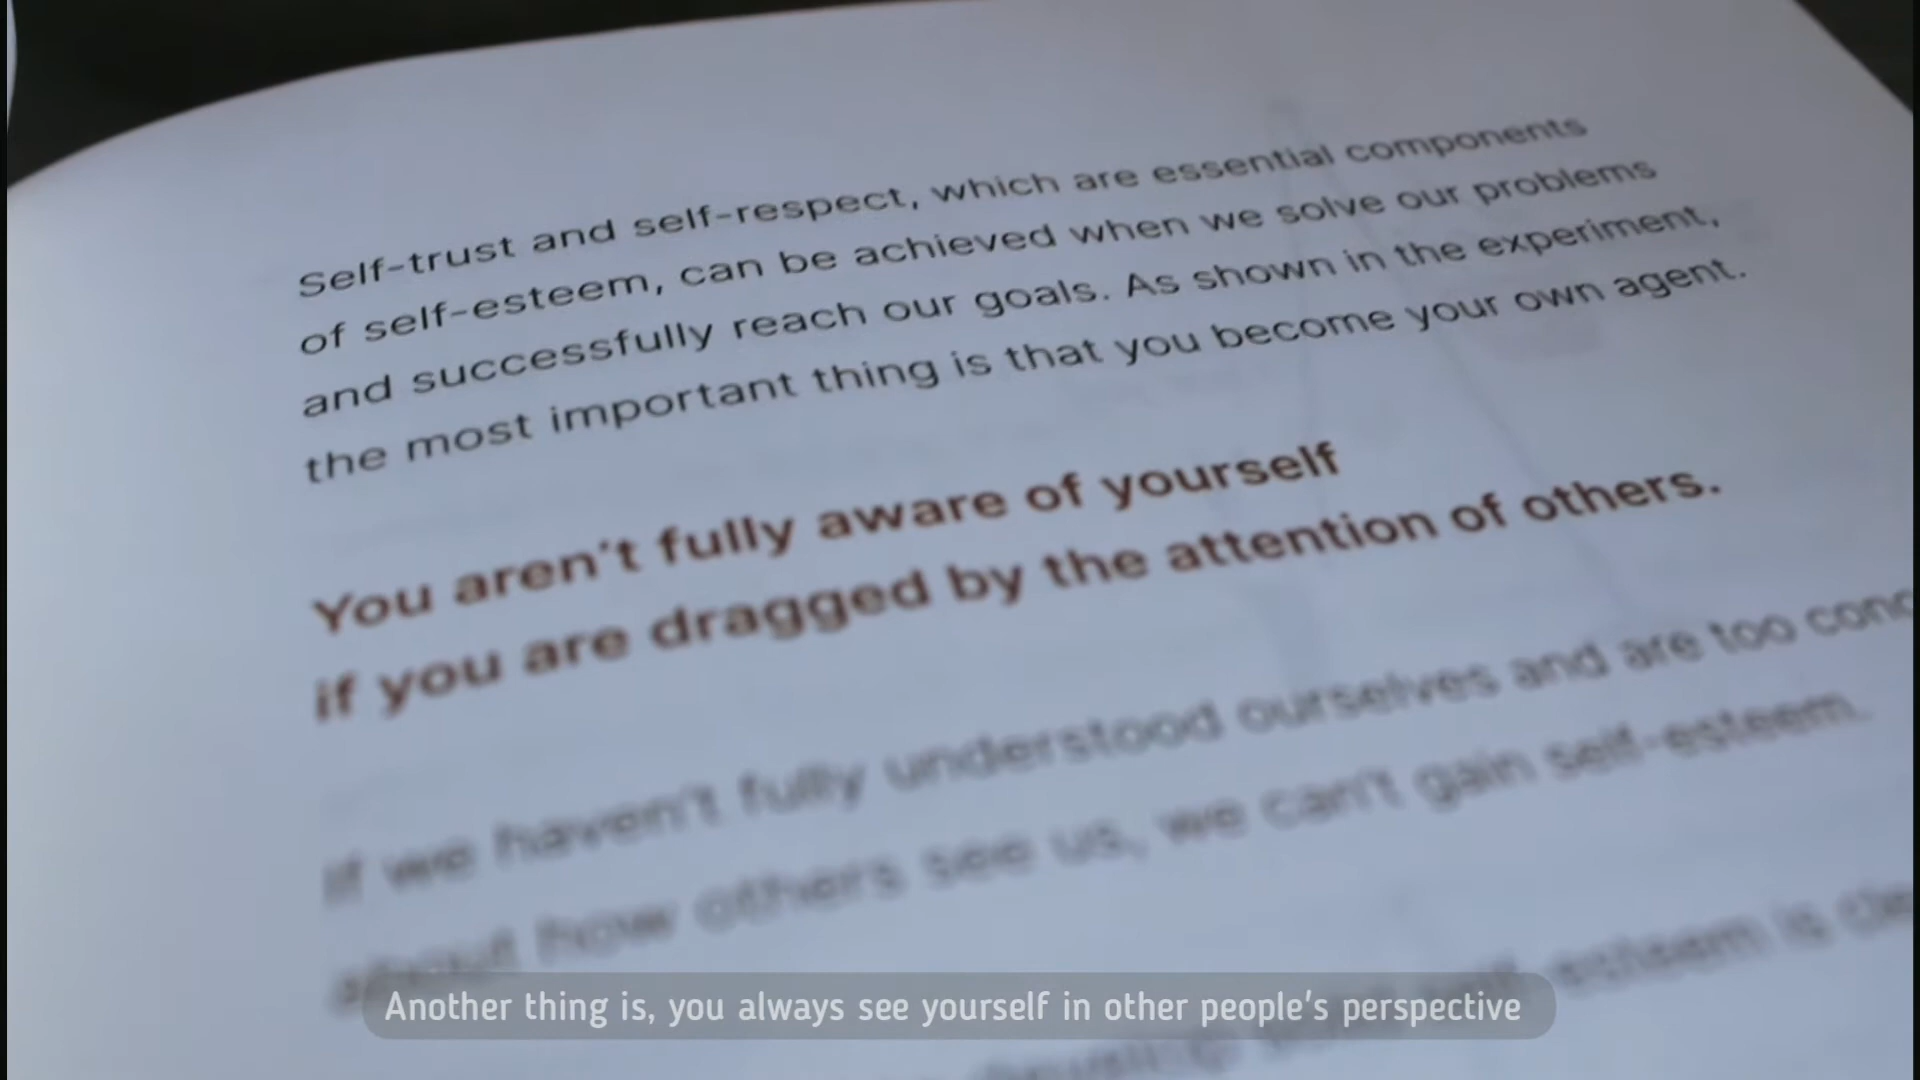 Self-trust and self-respect, which are essential components
of self-esteem, can be achieved when we solve our problems
and successfully reach our goals. As shown in the experiment,
the most important thing is that you become your own agent.
You aren't fully aware of yourself
if you are dragged by the attention of others.
If we haven't fully understood ourselves and are too
about how others see us, we can't gain self-esteem.
self-esteem is
Another thing is, you always see yourself in other people's perspective